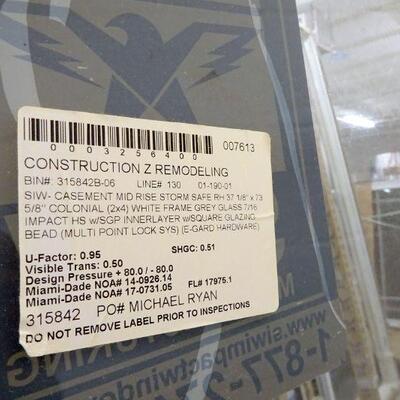 007613
0003256400
CONSTRUCTION Z REMODELING
BIN#: 315842B-06 LINE# 130 01-190-01
SIW- CASEMENT MID RISE STORM SAFE RH 37 1/8" x 73
5/8" COLONIAL (2x4) WHITE FRAME GREY GLASS 7/16
IMPACT HS w/SGP INNERLAYER w/SQUARE GLAZING
BEAD (MULTI POINT LOCK SYS) (E-GARD HARDWARE)
U-Factor: 0.95 SHGC: 0.51
Visible Trans: 0.50
Design Pressure + 80.0 / - 80.0
Miami-Dade NOA# 14-0926.14
Miami-Dade NOA# 17-0731.05 FL# 17975.1
315842 PO# MICHAEL RYAN
DO NOT REMOVE LABEL PRIOR TO INSPECTIONS
www.siwimpactwindow
1-877-2